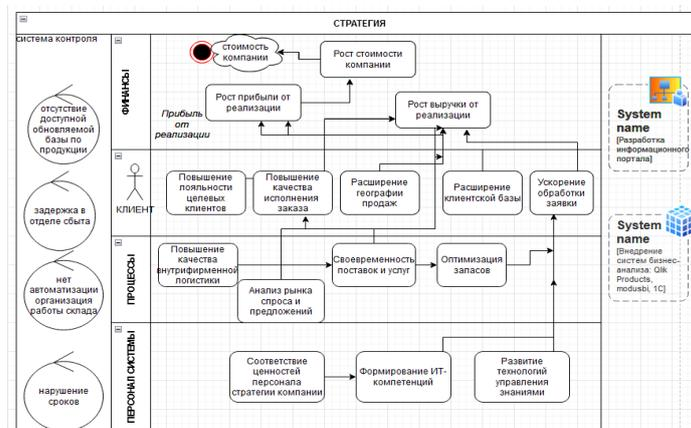 СТРАТЕГИЯ
система контроля
ФИНАНСЫ
стоимость
компании
Рост стоимости
компании
Рост прибыли от
реализации
Рост выручки от
реализации
Прибыль
от
реализации
отсутствие
доступной
обновляемой
базы по
продукции
System
name
[Разработка
информационного
портала]
КЛИЕНТ
Повышение
лояльности
целевых
клиентов
Повышение
качества
исполнения
заказа
Расширение
географии
продаж
Расширение
клиентской базы
Ускорение
обработки
заявки
задержка в
отделе сбыта
System
name
[Внедрение
систем бизнес-
анализа: Qlik
Products,
modusbi, 1C]
ПРОЦЕССЫ
Повышение
качества
внутрифирменной
логистики
Своевременность
поставок и услуг
Оптимизация
запасов
Анализ рынка
спроса и
предложений
нет
автоматизации
организация
работы склада
ПЕРСОНАЛ СИСТЕМЫ
Соответствие
ценностей
персонала
стратегии компании
Формирование ИТ-
компетенций
Развитие
технологий
управления
знаниями
нарушение
сроков